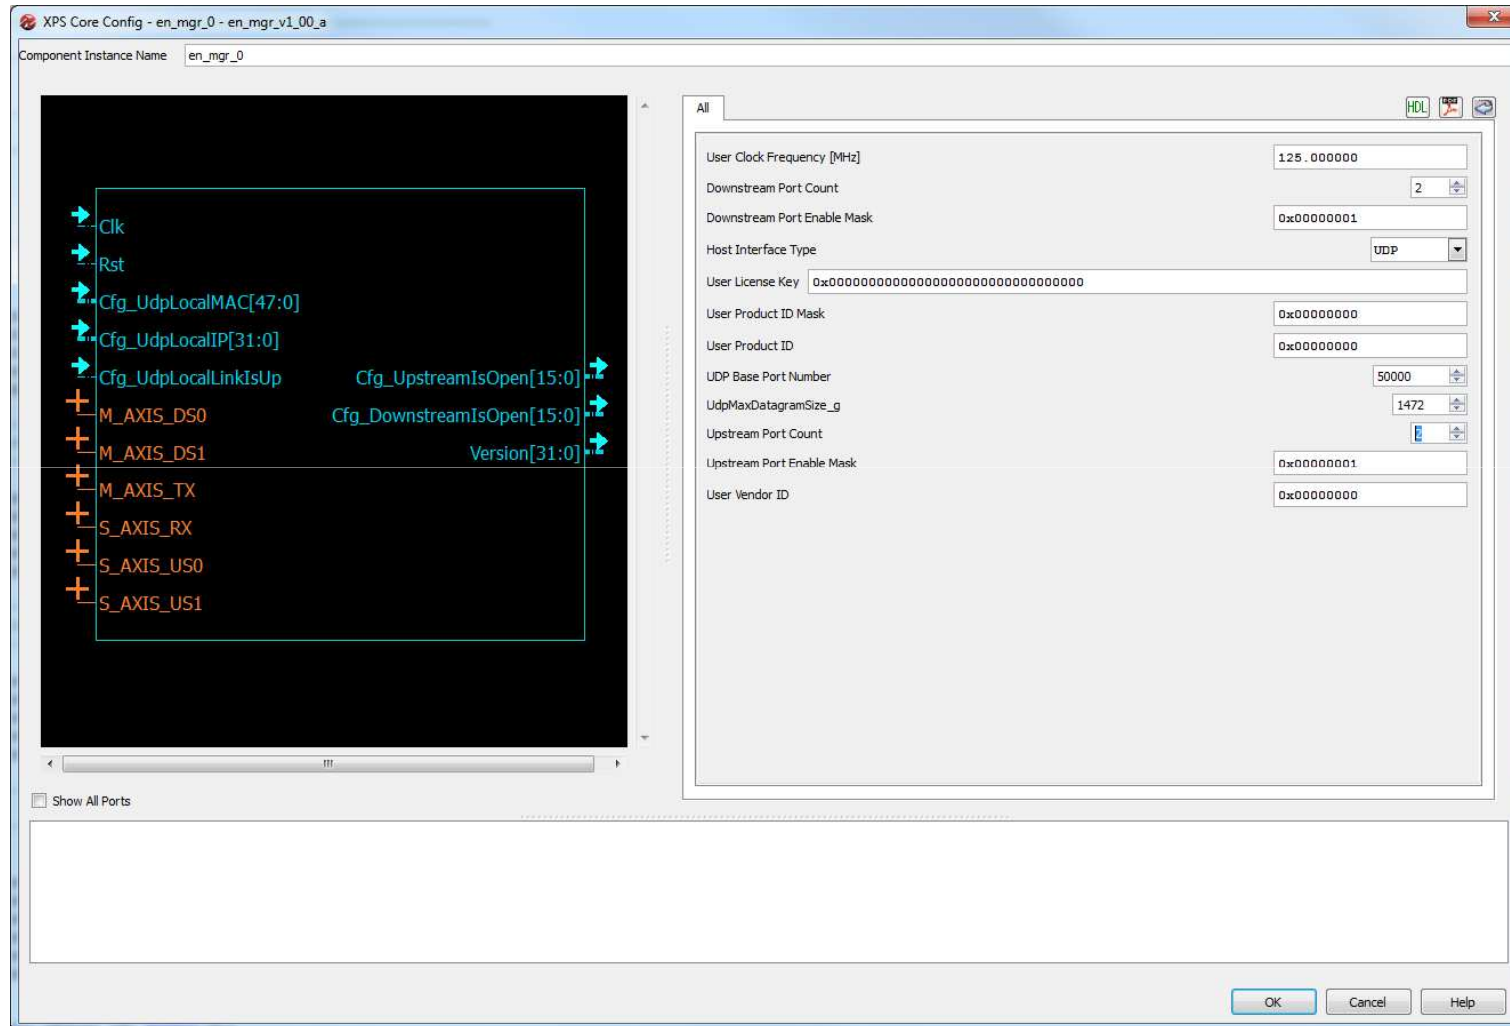 XPS Core Config - en_mgr_0 - en_mgr_v1_00_a
Component Instance Name en_mgr_0
Clk
Rst
Cfg_UdpLocalMAC[47:0]
Cfg_UdpLocalIP[31:0]
Cfg_UdpLocalLinkIsUp Cfg_UpstreamIsOpen[15:0]
M_AXIS_DS0 Cfg_DownstreamIsOpen[15:0]
M_AXIS_DS1 Version[31:0]
M_AXIS_TX
S_AXIS_RX
S_AXIS_US0
S_AXIS_US1
Show All Ports
All HDL PDF
User Clock Frequency [MHz] 125.000000
Downstream Port Count 2
Downstream Port Enable Mask 0x00000001
Host Interface Type UDP
User License Key 0x00000000000000000000000000000000
User Product ID Mask 0x00000000
User Product ID 0x00000000
UDP Base Port Number 50000
UdpMaxDatagramSize_g 1472
Upstream Port Count 2
Upstream Port Enable Mask 0x00000001
User Vendor ID 0x00000000
OK Cancel Help